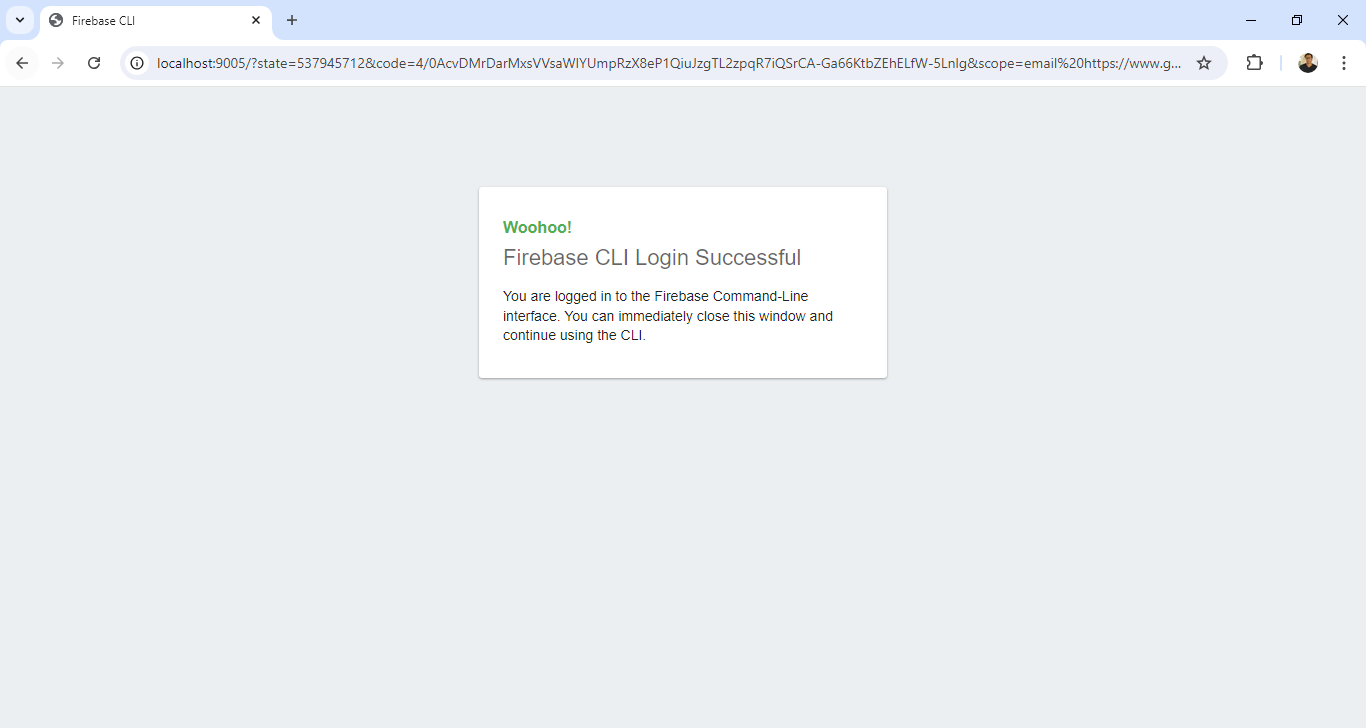 Firebase CLI
localhost:9005/?state=537945712&code=4/0AcvDMrDarMxsVVsaWlYUmpRzX8eP1QiuJzgTL2zpqR7iQSrCA-Ga66KtbZEhELfW-5LnIg&scope=email%20https://www.g...
Woohoo!
Firebase CLI Login Successful
You are logged in to the Firebase Command-Line
interface. You can immediately close this window and
continue using the CLI.